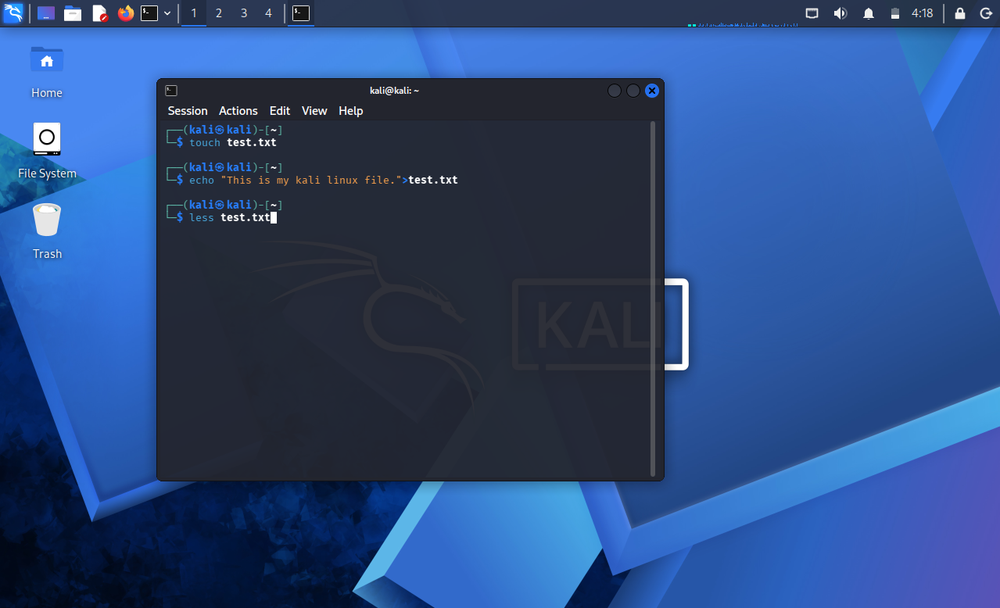 1 2 3 4
4:18
Home
File System
Trash
kali@kali: ~
Session Actions Edit View Help
┌──(kali㉿kali)-[~]
└─$ touch test.txt
┌──(kali㉿kali)-[~]
└─$ echo "This is my kali linux file.">test.txt
┌──(kali㉿kali)-[~]
└─$ less test.txt
KALI